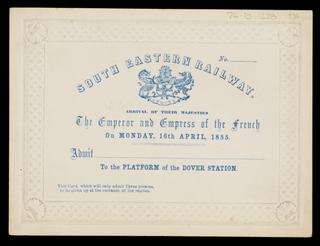 No.
SOUTH EASTERN RAILWAY.
ARRIVAL OF THEIR MAJESTIES
The Emperor and Empress of the French
On MONDAY, 16th APRIL, 1855.
Admit
To the PLATFORM of the DOVER STATION.
This Card, which will only admit Three persons,
to be given up at the entrance of the station.